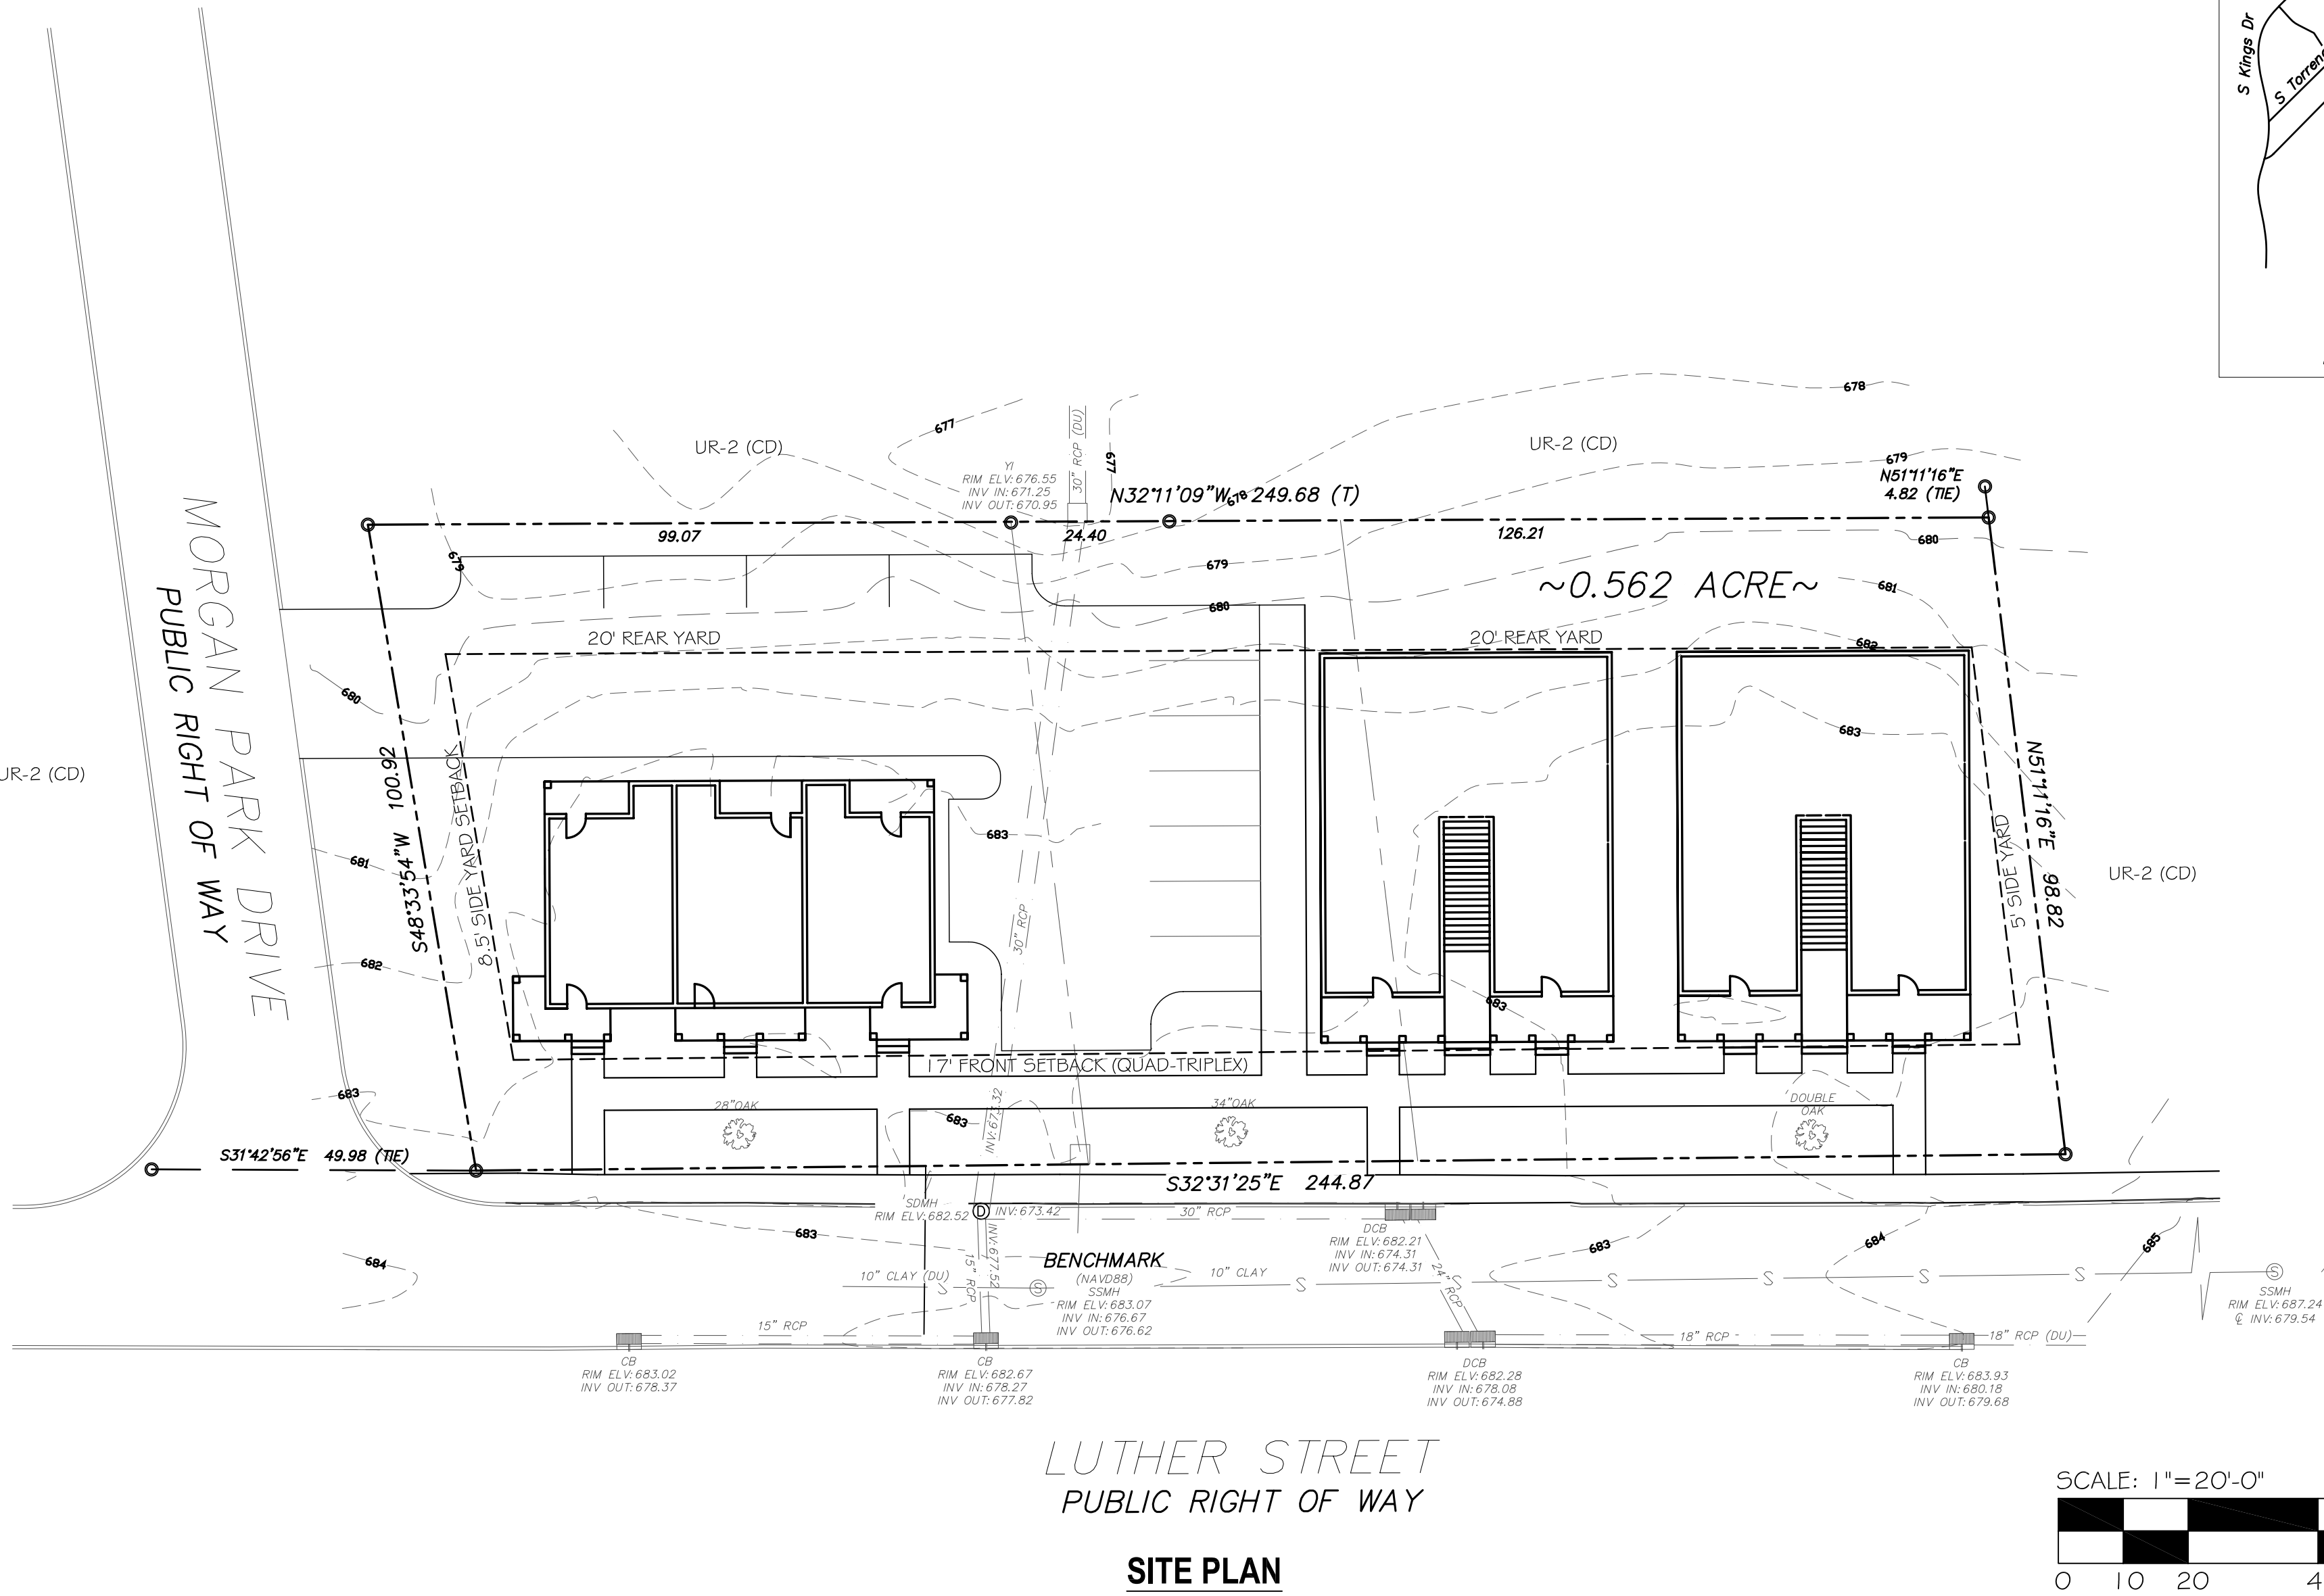 S Kings Dr
S Torrenc
UR-2 (CD)
UR-2 (CD)
677
678
677
30" RCP (DU)
YI
RIM ELV: 676.55
INV IN: 671.25
INV OUT: 670.95
679
N51°11'16"E
4.82 (TIE)
N32°11'09"W 249.68 (T)
678
99.07
24.40
126.21
680
679
679
~0.562 ACRE~
681
680
20' REAR YARD
20' REAR YARD
682
680
MORGAN PARK DRIVE
PUBLIC RIGHT OF WAY
UR-2 (CD)
S48°33'54"W 100.92
8.5' SIDE YARD SETBACK
683
683
N51°11'16"E 98.82
5' SIDE YARD
UR-2 (CD)
681
30" RCP
682
683
17' FRONT SETBACK (QUAD-TRIPLEX)
683
28"OAK
683
INV: 673.32
34"OAK
DOUBLE
OAK
S31°42'56"E 49.98 (TIE)
S32°31'25"E 244.87
SDMH
RIM ELV: 682.52
D
INV: 673.42
30" RCP
683
684
15" RCP
INV: 677.52
BENCHMARK
(NAVD88)
SSMH
RIM ELV: 683.07
INV IN: 676.67
INV OUT: 676.62
10" CLAY (DU)
S
S
10" CLAY
S
S
S
S
S
S
DCB
RIM ELV: 682.21
INV IN: 674.31
INV OUT: 674.31
24" RCP
683
684
685
S
SSMH
RIM ELV: 687.24
℄ INV: 679.54
15" RCP
18" RCP
18" RCP (DU)
CB
RIM ELV: 683.02
INV OUT: 678.37
CB
RIM ELV: 682.67
INV IN: 678.27
INV OUT: 677.82
DCB
RIM ELV: 682.28
INV IN: 678.08
INV OUT: 674.88
CB
RIM ELV: 683.93
INV IN: 680.18
INV OUT: 679.68
LUTHER STREET
PUBLIC RIGHT OF WAY
SCALE: 1"=20'-0"
0 10 20 4
SITE PLAN